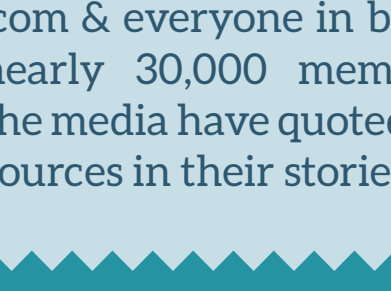 com & everyone in b
nearly 30,000 mem
he media have quote
ources in their storie